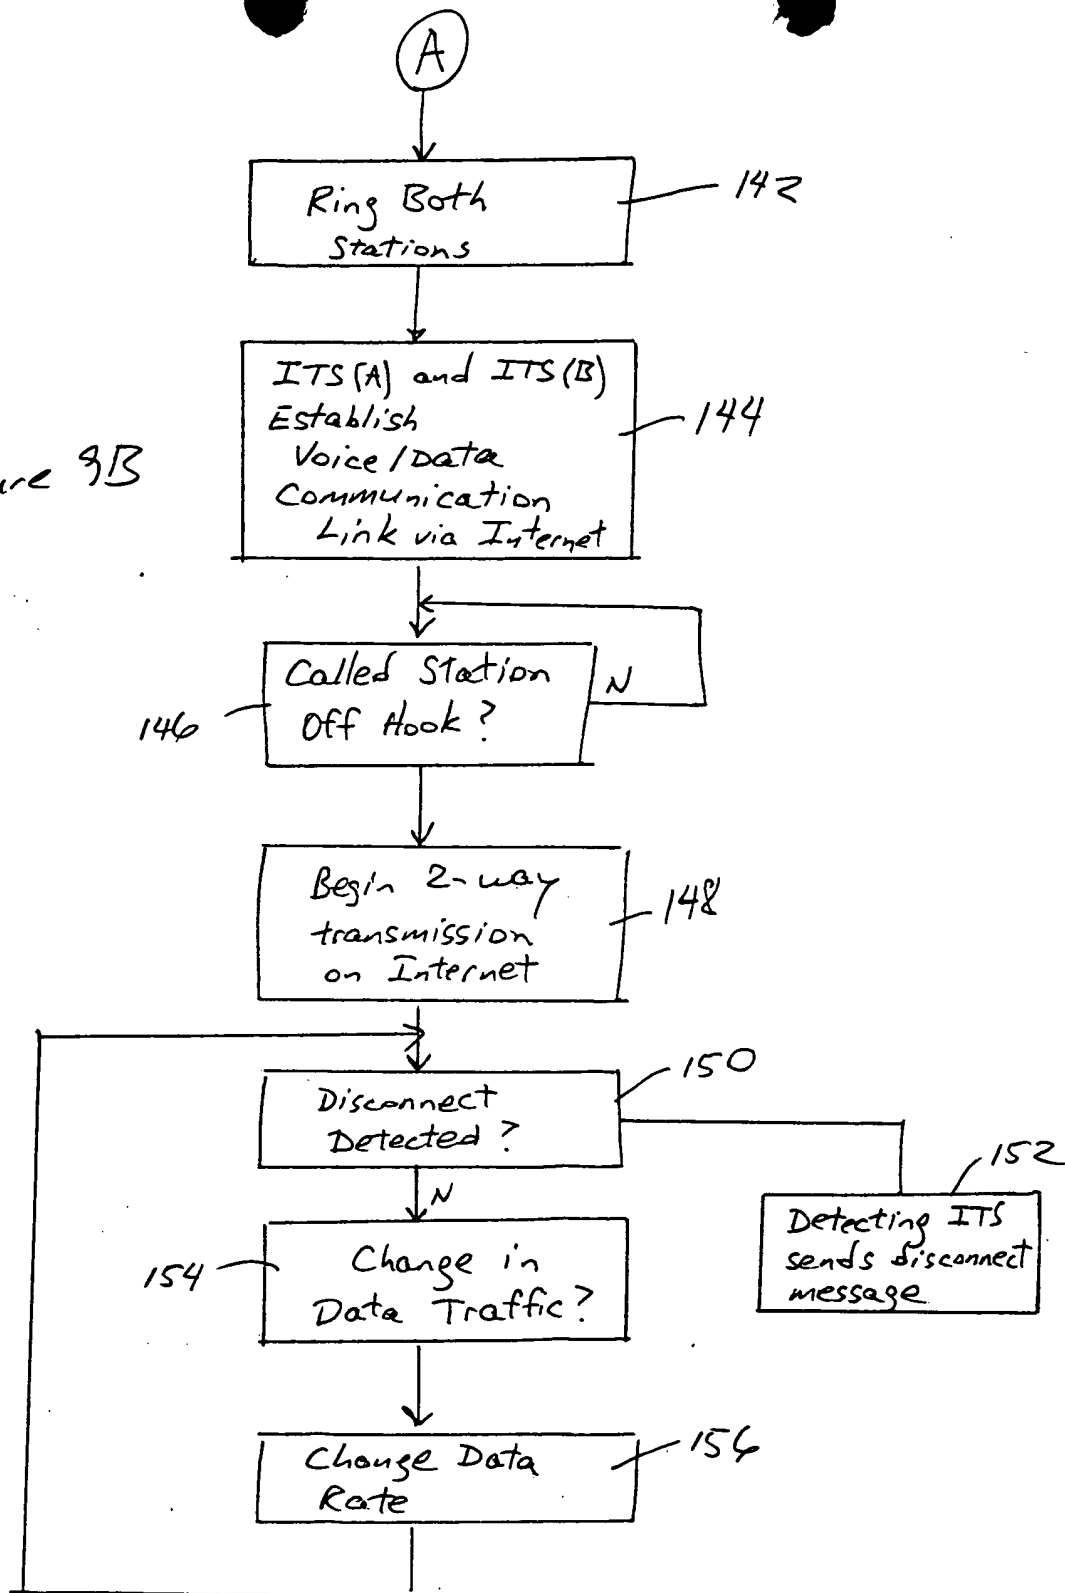 A
Ring Both
Stations
142
ITS(A) and ITS(B)
Establish
Voice/Data
Communication
Link via Internet
144
9B
Called Station
Off Hook?
N
146
Begin 2-way
transmission
on Internet
148
Disconnect
Detected?
150
N
Detecting ITS
sends disconnect
message
152
Change in
Data Traffic?
154
Change Data
Rate
156